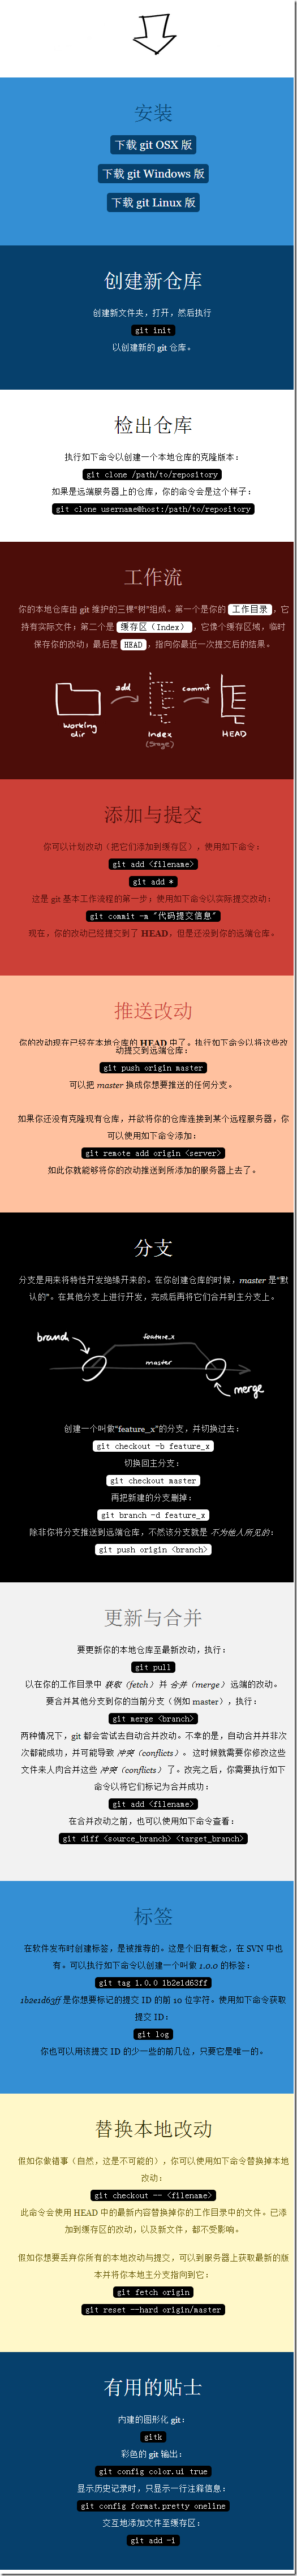 安装
下载 git OSX 版
下载 git Windows 版
下载 git Linux 版
创建新仓库
创建新文件夹，打开，然后执行
git init
以创建新的 git 仓库。
检出仓库
执行如下命令以创建一个本地仓库的克隆版本：
git clone /path/to/repository
如果是远端服务器上的仓库，你的命令会是这个样子：
git clone username@host:/path/to/repository
工作流
你的本地仓库由 git 维护的三棵"树"组成。第一个是你的 工作目录，它
持有实际文件；第二个是 缓存区（Index），它像个缓存区域，临时
保存你的改动；最后是 HEAD，指向你最近一次提交后的结果。
add
commit
working
dir
Index
(Stage)
HEAD
添加与提交
你可以计划改动（把它们添加到缓存区），使用如下命令：
git add <filename>
git add *
这是 git 基本工作流程的第一步；使用如下命令以实际提交改动：
git commit -m "代码提交信息"
现在，你的改动已经提交到了 HEAD，但是还没到你的远端仓库。
推送改动
你的改动现在已经在本地仓库的 HEAD 中了。执行如下命令以将这些改
动提交到远端仓库：
git push origin master
可以把 master 换成你想要推送的任何分支。
如果你还没有克隆现有仓库，并欲将你的仓库连接到某个远程服务器，你
可以使用如下命令添加：
git remote add origin <server>
如此你就能够将你的改动推送到所添加的服务器上去了。
分支
分支是用来将特性开发绝缘开来的。在你创建仓库的时候，master 是"默
认的"。在其他分支上进行开发，完成后再将它们合并到主分支上。
branch
feature_x
master
merge
创建一个叫做"feature_x"的分支，并切换过去：
git checkout -b feature_x
切换回主分支：
git checkout master
再把新建的分支删掉：
git branch -d feature_x
除非你将分支推送到远端仓库，不然该分支就是 不为他人所见的：
git push origin <branch>
更新与合并
要更新你的本地仓库至最新改动，执行：
git pull
以在你的工作目录中 获取（fetch） 并 合并（merge） 远端的改动。
要合并其他分支到你的当前分支（例如 master），执行：
git merge <branch>
两种情况下，git 都会尝试去自动合并改动。不幸的是，自动合并并非次
次都能成功，并可能导致 冲突（conflicts）。 这时候就需要你修改这些
文件来人肉合并这些 冲突（conflicts） 了。改完之后，你需要执行如下
命令以将它们标记为合并成功：
git add <filename>
在合并改动之前，也可以使用如下命令查看：
git diff <source_branch> <target_branch>
标签
在软件发布时创建标签，是被推荐的。这是个旧有概念，在 SVN 中也
有。可以执行如下命令以创建一个叫做 1.0.0 的标签：
git tag 1.0.0 1b2e1d63ff
1b2e1d63ff 是你想要标记的提交 ID 的前 10 位字符。使用如下命令获取
提交 ID：
git log
你也可以用该提交 ID 的少一些的前几位，只要它是唯一的。
替换本地改动
假如你做错事（自然，这是不可能的），你可以使用如下命令替换掉本地
改动：
git checkout -- <filename>
此命令会使用 HEAD 中的最新内容替换掉你的工作目录中的文件。已添
加到缓存区的改动，以及新文件，都不受影响。
假如你想要丢弃你所有的本地改动与提交，可以到服务器上获取最新的版
本并将你本地主分支指向到它：
git fetch origin
git reset --hard origin/master
有用的贴士
内建的图形化 git：
gitk
彩色的 git 输出：
git config color.ui true
显示历史记录时，只显示一行注释信息：
git config format.pretty oneline
交互地添加文件至缓存区：
git add -i